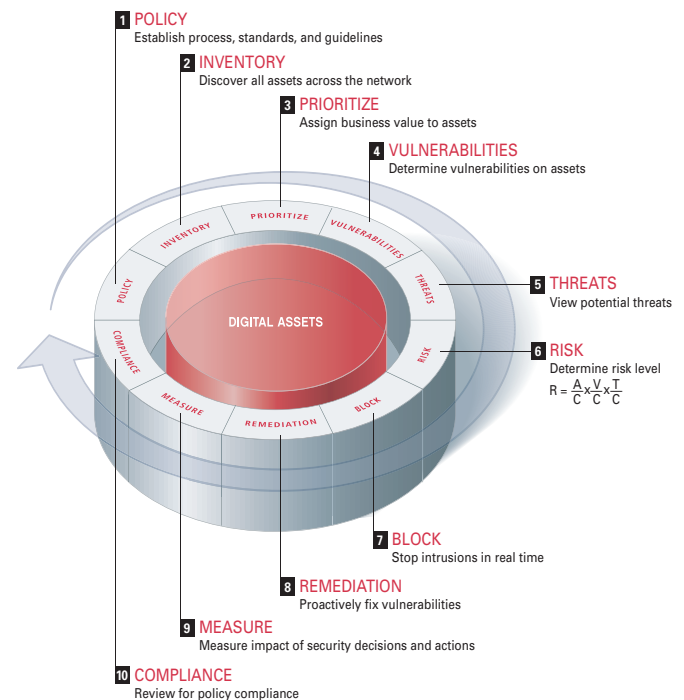 1 POLICY
Establish process, standards, and guidelines
2 INVENTORY
Discover all assets across the network
3 PRIORITIZE
Assign business value to assets
4 VULNERABILITIES
Determine vulnerabilities on assets
5 THREATS
View potential threats
6 RISK
Determine risk level
R = A/C x V/C x T/C
POLICY
INVENTORY
PRIORITIZE
VULNERABILITIES
THREATS
RISK
BLOCK
REMEDIATION
MEASURE
COMPLIANCE
DIGITAL ASSETS
7 BLOCK
Stop intrusions in real time
8 REMEDIATION
Proactively fix vulnerabilities
9 MEASURE
Measure impact of security decisions and actions
10 COMPLIANCE
Review for policy compliance